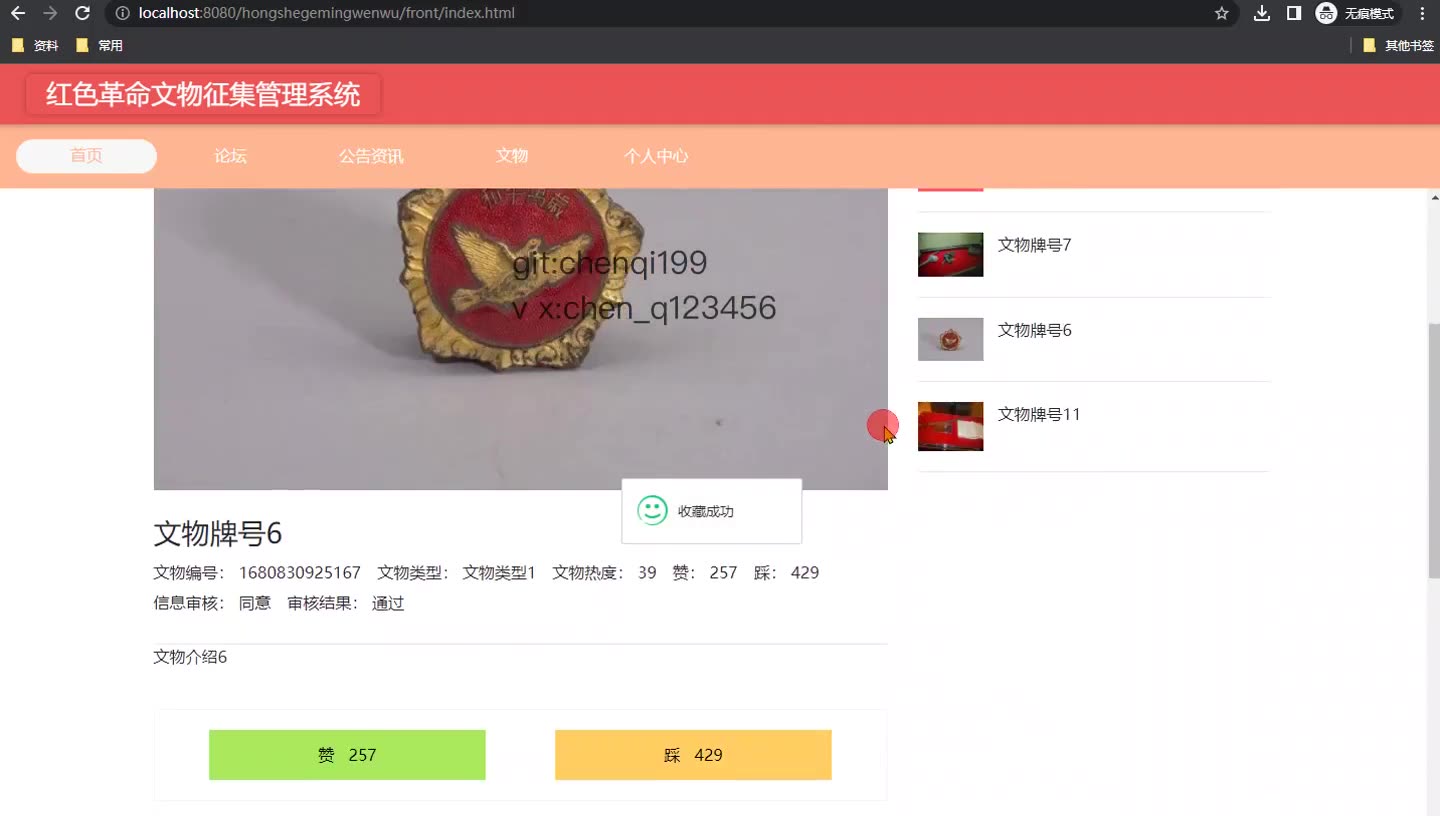 localhost:8080/hongshegemingwenwu/front/index.html
无痕模式
资料
常用
其他书签
红色革命文物征集管理系统
首页
论坛
公告资讯
文物
个人中心
git:chenqi199
v x:chen_q123456
文物牌号7
文物牌号6
文物牌号11
收藏成功
文物牌号6
文物编号： 1680830925167 文物类型： 文物类型1 文物热度： 39 赞： 257 踩： 429
信息审核： 同意 审核结果： 通过
文物介绍6
赞 257
踩 429